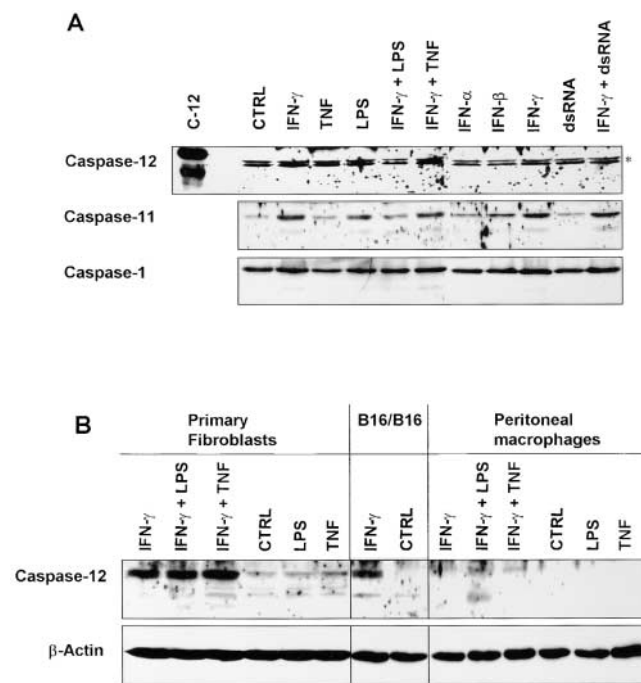 A
C-12
CTRL
IFN-γ
TNF
LPS
IFN-γ + LPS
IFN-γ + TNF
IFN-α
IFN-β
IFN-γ
dsRNA
IFN-γ + dsRNA
Caspase-12
*
Caspase-11
Caspase-1
B
Primary
Fibroblasts
B16/B16
Peritoneal
macrophages
IFN-γ
IFN-γ + LPS
IFN-γ + TNF
CTRL
LPS
TNF
IFN-γ
CTRL
IFN-γ
IFN-γ + LPS
IFN-γ + TNF
CTRL
LPS
TNF
Caspase-12
β-Actin